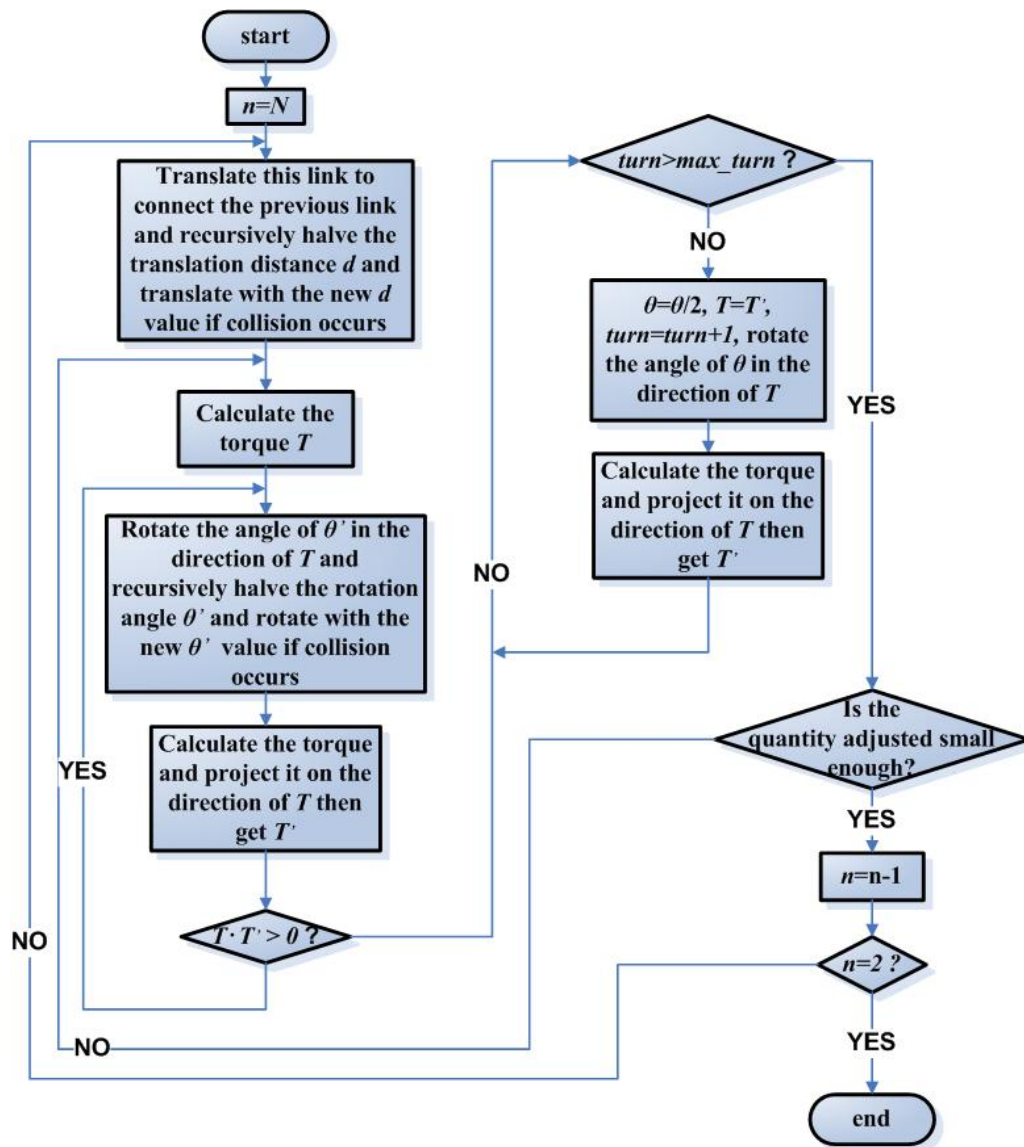 start
n=N
Translate this link to
connect the previous link
and recursively halve the
translation distance d and
translate with the new d
value if collision occurs
Calculate the
torque T
Rotate the angle of θ' in the
direction of T and
recursively halve the rotation
angle θ' and rotate with the
new θ' value if collision
occurs
YES
Calculate the torque
and project it on the
direction of T then
get T'
NO
T· T' > 0 ?
NO
turn>max_turn ?
NO
θ=θ/2, T=T',
turn=turn+1, rotate
the angle of θ in the
direction of T
YES
Calculate the torque
and project it on the
direction of T then
get T'
NO
Is the
quantity adjusted small
enough?
YES
n=n-1
n=2 ?
YES
end